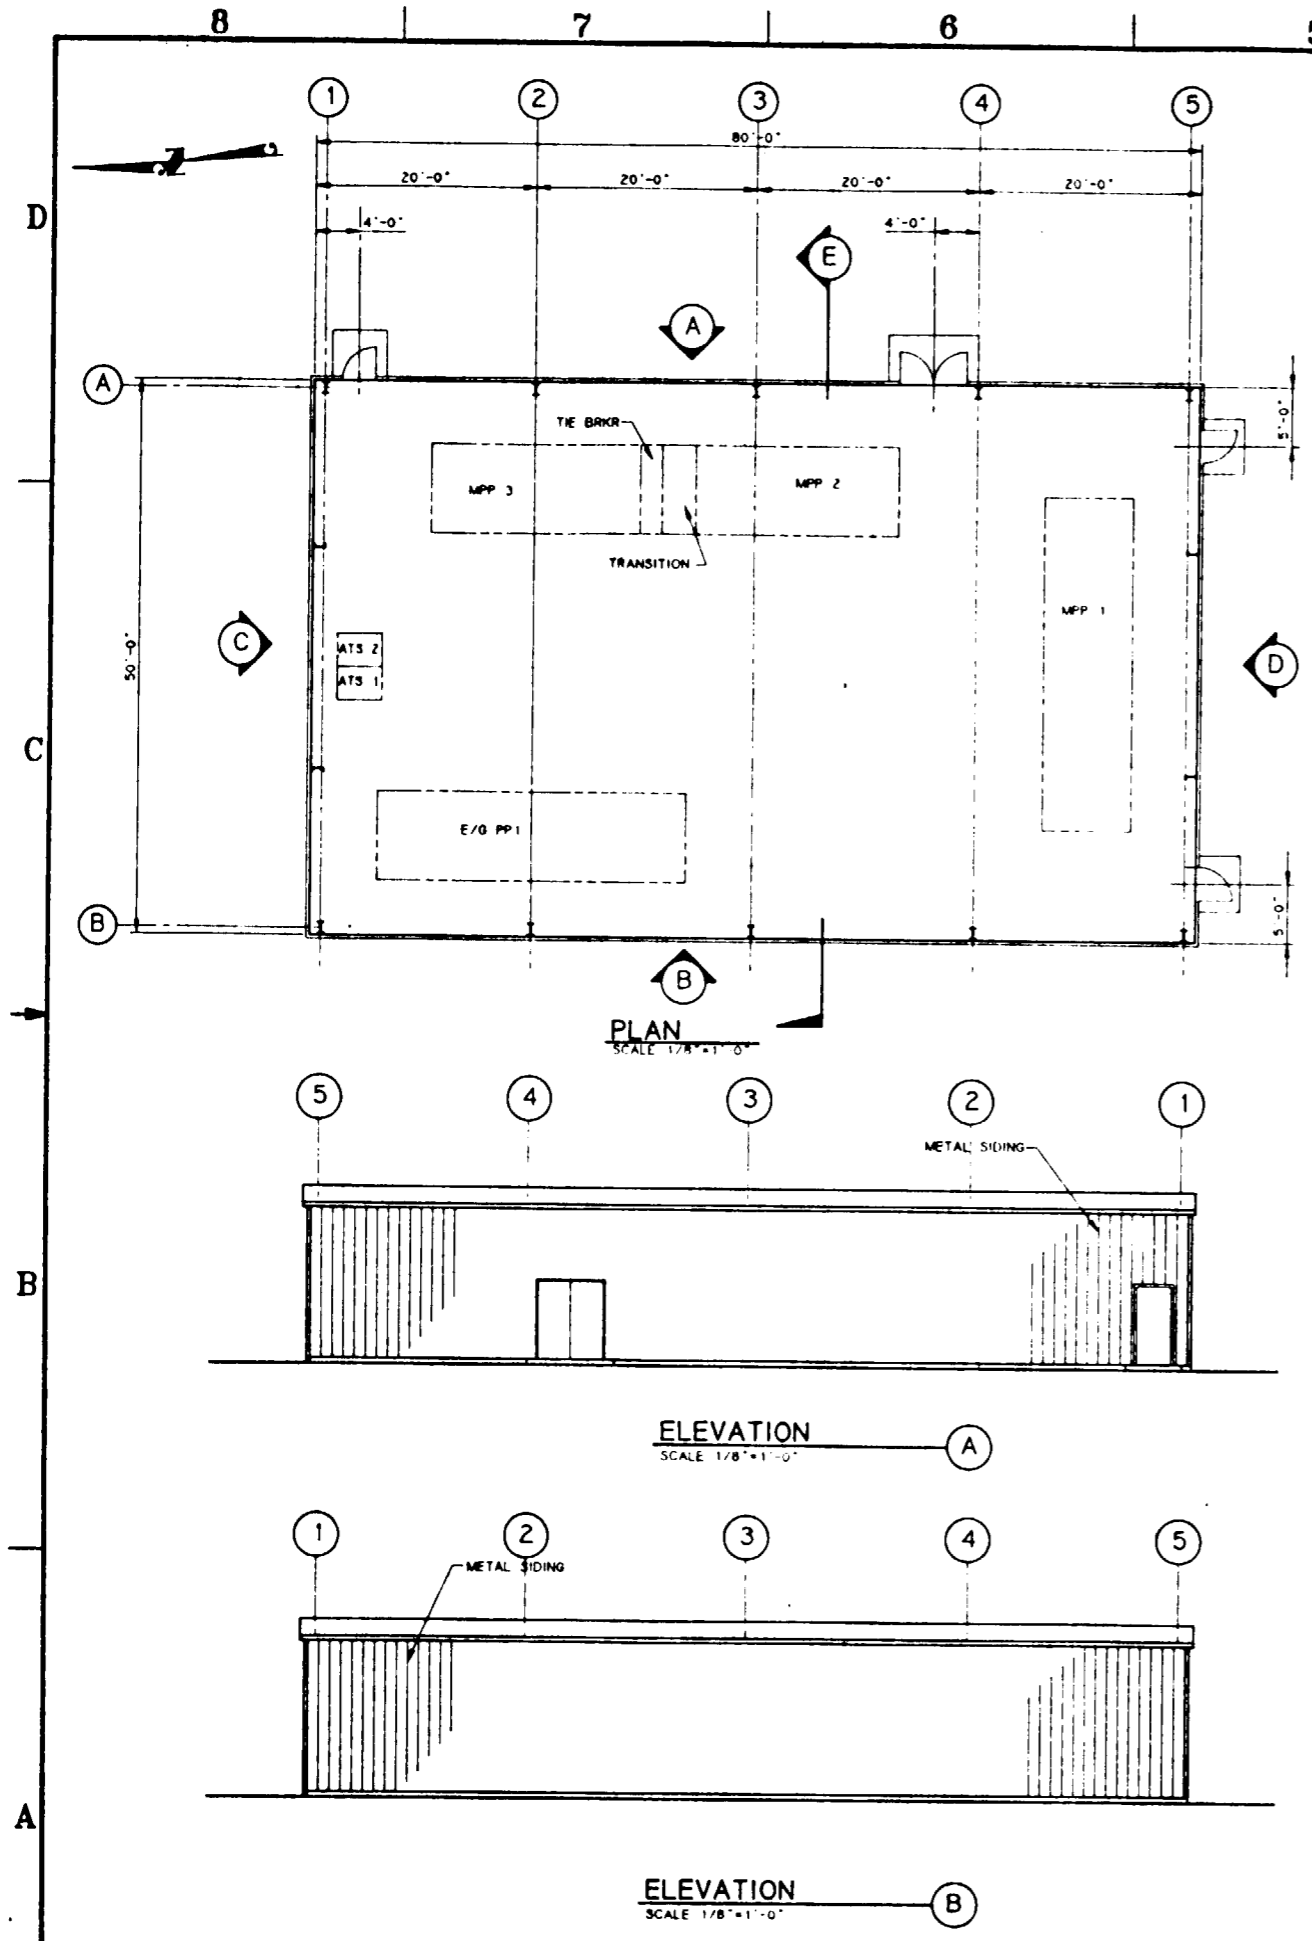 8 7 6
1 2 3 4 5
80'-0"
20'-0" 20'-0" 20'-0" 20'-0"
N
D
4'-0" 4'-0"
E
A
A
5'-0"
TIE BRKR
MPP 3 MPP 2
TRANSITION
MPP 1
50'-0"
C
ATS 2
D
ATS 1
C
E/G PP1
B
5'-0"
B
PLAN
SCALE 1/8"=1'-0"
5 4 3 2 1
METAL SIDING
B
ELEVATION A
SCALE 1/8"=1'-0"
1 2 3 4 5
METAL SIDING
A
ELEVATION B
SCALE 1/8"=1'-0"